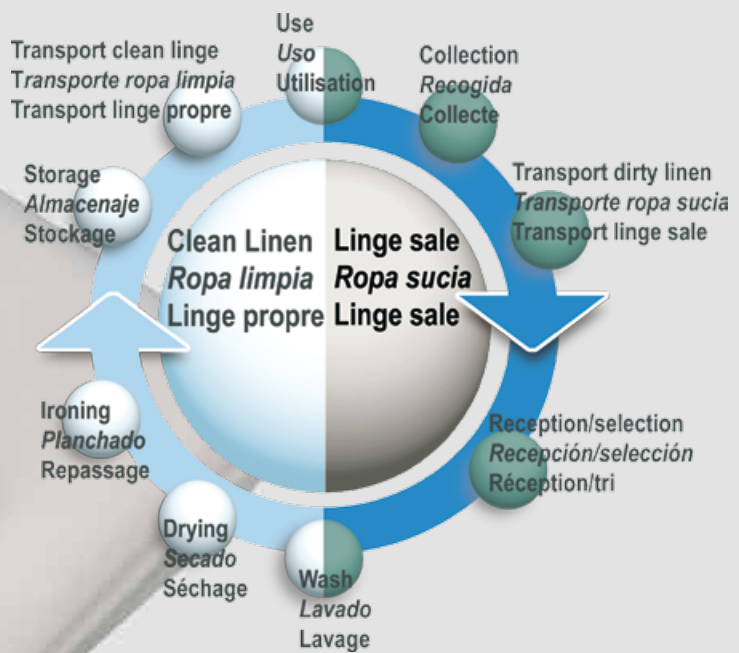 Use
Uso
Utilisation
Collection
Recogida
Collecte
Transport dirty linen
Transporte ropa sucia
Transport linge sale
Reception/selection
Recepción/selección
Réception/tri
Wash
Lavado
Lavage
Drying
Secado
Séchage
Ironing
Planchado
Repassage
Storage
Almacenaje
Stockage
Transport clean linge
Transporte ropa limpia
Transport linge propre
Clean Linen
Ropa limpia
Linge propre
Linge sale
Ropa sucia
Linge sale